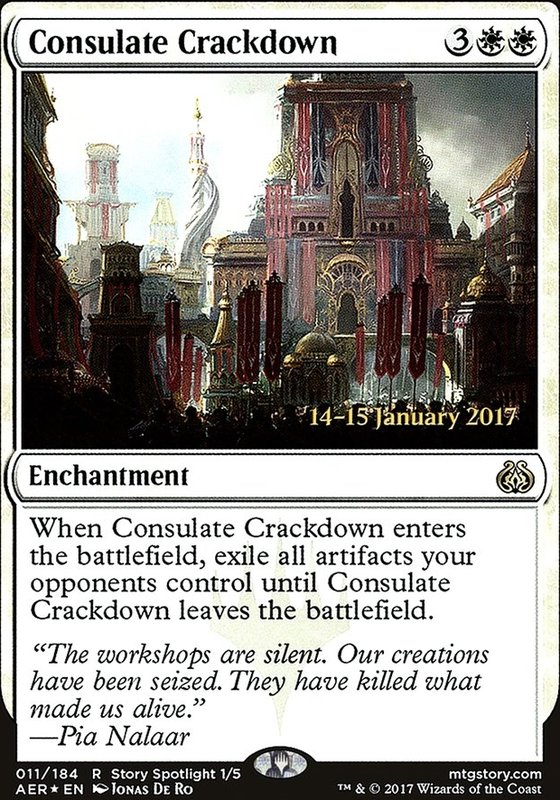 Consulate Crackdown 3
14–15 January 2017
Enchantment
When Consulate Crackdown enters
the battlefield, exile all artifacts your
opponents control until Consulate
Crackdown leaves the battlefield.
“The workshops are silent. Our creations
have been seized. They have killed what
made us alive.”
—Pia Nalaar
011/184 R Story Spotlight 1/5 mtgstory.com
AER★EN Jonas De Ro ™ & © 2017 Wizards of the Coast